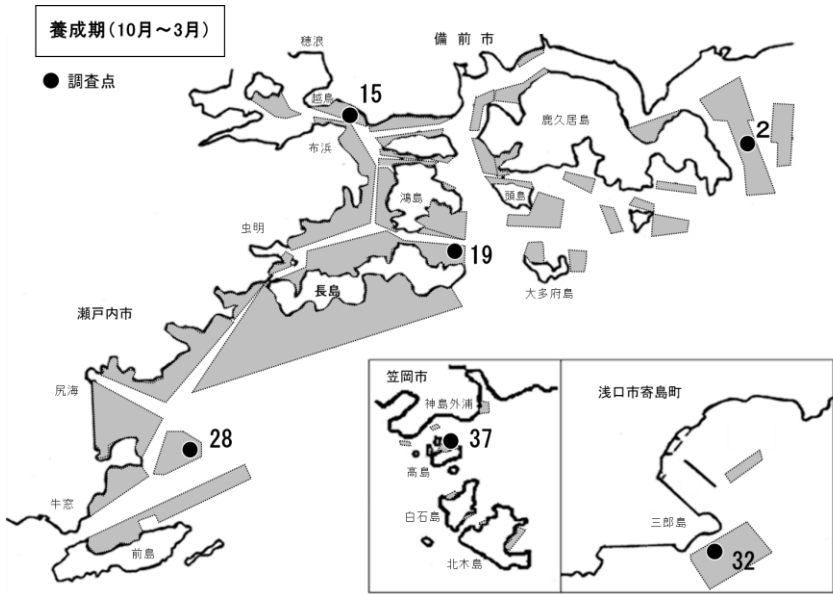 養成期(10月～3月)
● 調査点
穂浪
備前市
越鳥
15
鹿久居島
2
布浜
鴻島
頭島
虫明
19
大多府島
長島
瀬戸内市
尻海
28
牛窓
前島
笠岡市
神島外浦
37
高島
白石島
北木島
浅口市寄島町
三郎島
32